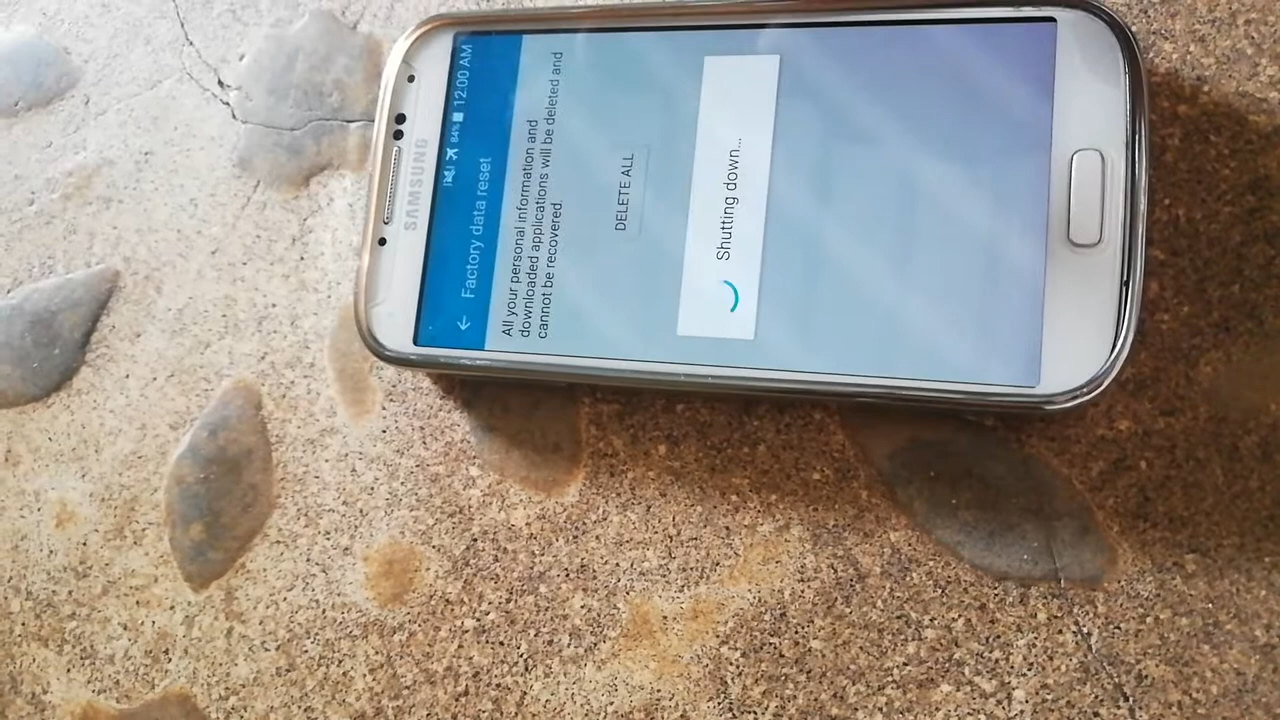 SAMSUNG
84% 12:00 AM
Factory data reset
All your personal information and
downloaded applications will be deleted and
cannot be recovered.
DELETE ALL
Shutting down...